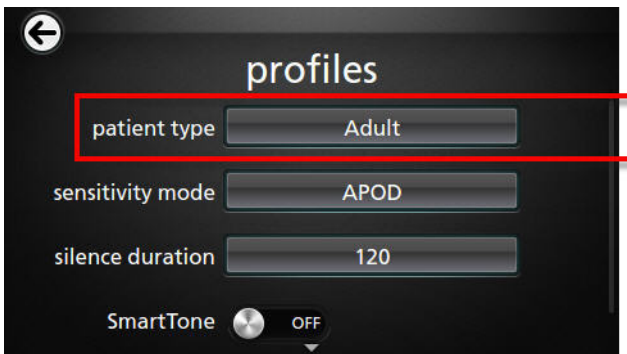 profiles
patient type Adult
sensitivity mode APOD
silence duration 120
SmartTone OFF